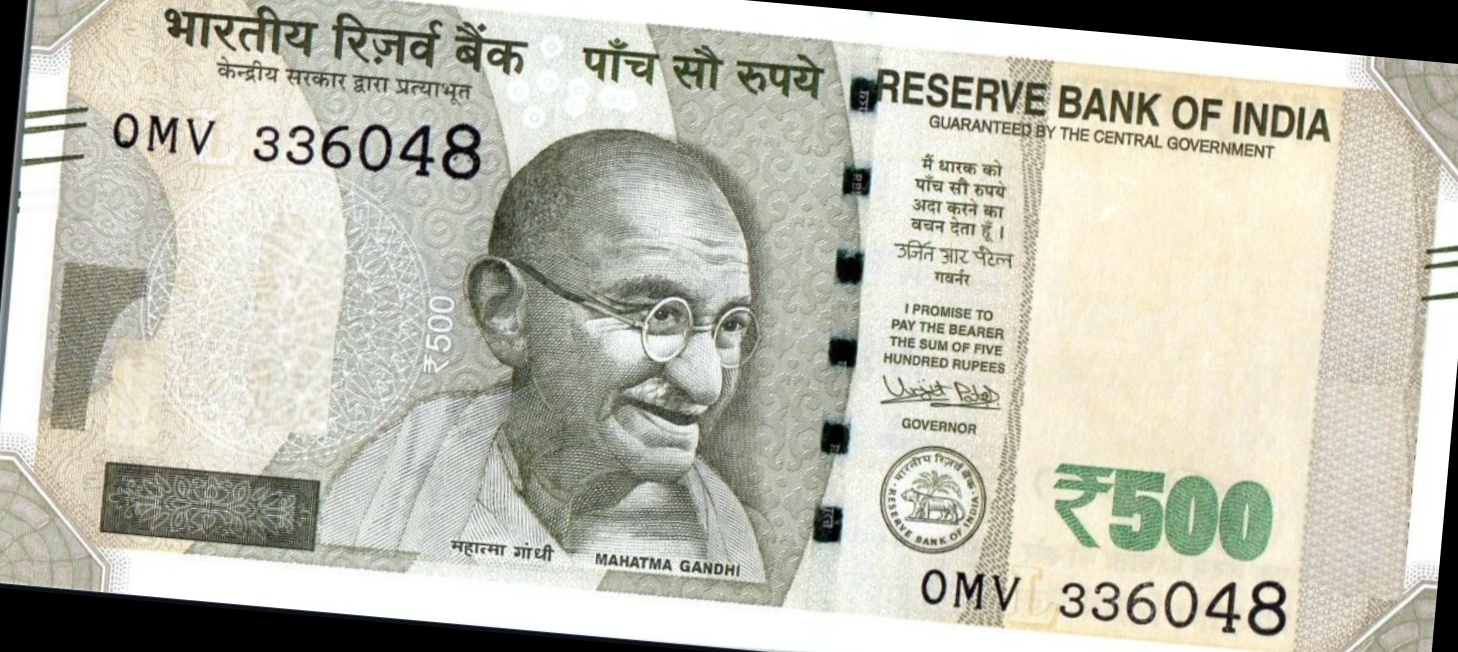 भारतीय रिज़र्व बैंक
केन्द्रीय सरकार द्वारा प्रत्याभूत
पाँच सौ रुपये
RESERVE BANK OF INDIA
GUARANTEED BY THE CENTRAL GOVERNMENT
0MV 336048
मैं धारक को
पाँच सौ रुपये
अदा करने का
वचन देता हूँ ।
उर्जित आर पटेल
गवर्नर
I PROMISE TO
PAY THE BEARER
THE SUM OF FIVE
HUNDRED RUPEES
Urjit Patel
GOVERNOR
₹500
भारतीय रिज़र्व बैंक
RESERVE BANK OF INDIA
₹500
महात्मा गांधी
MAHATMA GANDHI
0MV 336048